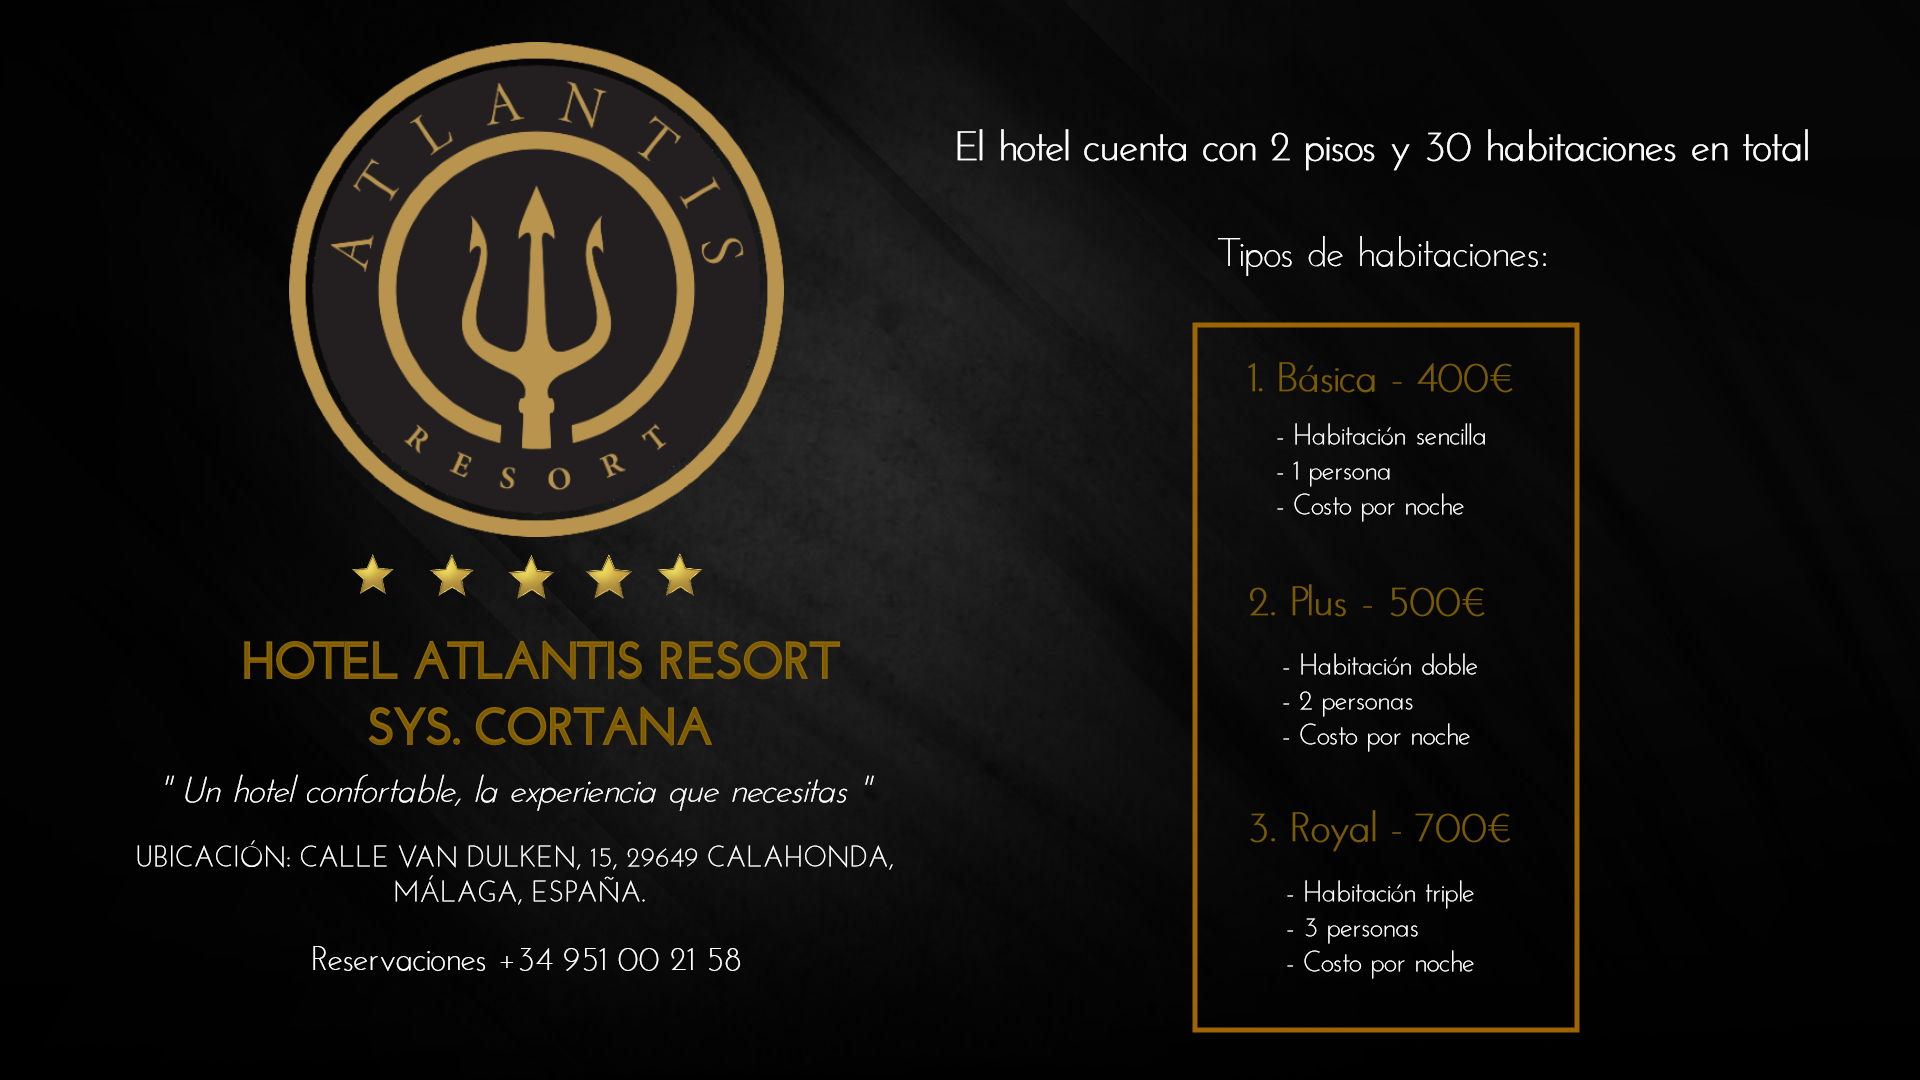 ATLANTIS
RESORT
HOTEL ATLANTIS RESORT
SYS. CORTANA
" Un hotel confortable, la experiencia que necesitas "
UBICACIÓN: CALLE VAN DULKEN, 15, 29649 CALAHONDA,
MÁLAGA, ESPAÑA.
Reservaciones +34 951 00 21 58
El hotel cuenta con 2 pisos y 30 habitaciones en total
Tipos de habitaciones:
1. Básica - 400€
- Habitación sencilla
- 1 persona
- Costo por noche
2. Plus - 500€
- Habitación doble
- 2 personas
- Costo por noche
3. Royal - 700€
- Habitación triple
- 3 personas
- Costo por noche